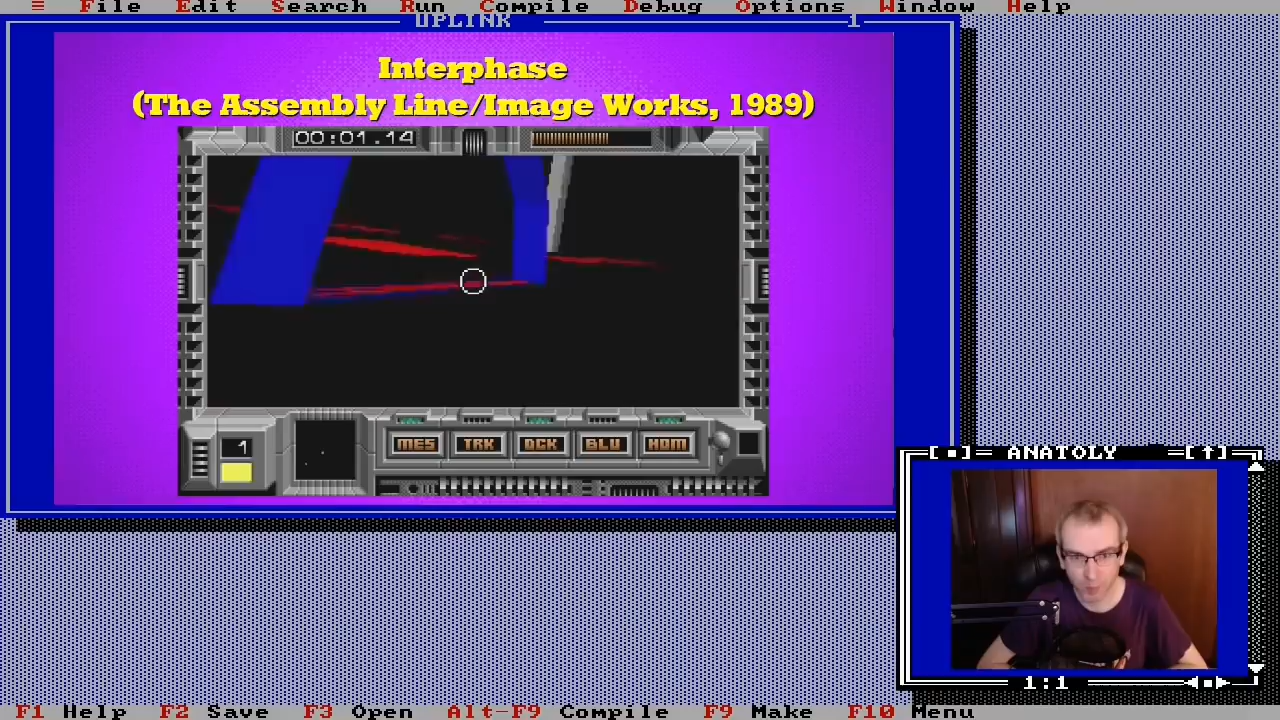 ≡ File Edit Search Run Compile Debug Options Window Help
UPLINK 1
Interphase
(The Assembly Line/Image Works, 1989)
00:01.14
1
MES TRK DCK BLU HOM
[▪] ANATOLY [↑]
1:1
F1 Help F2 Save F3 Open Alt-F9 Compile F9 Make F10 Menu